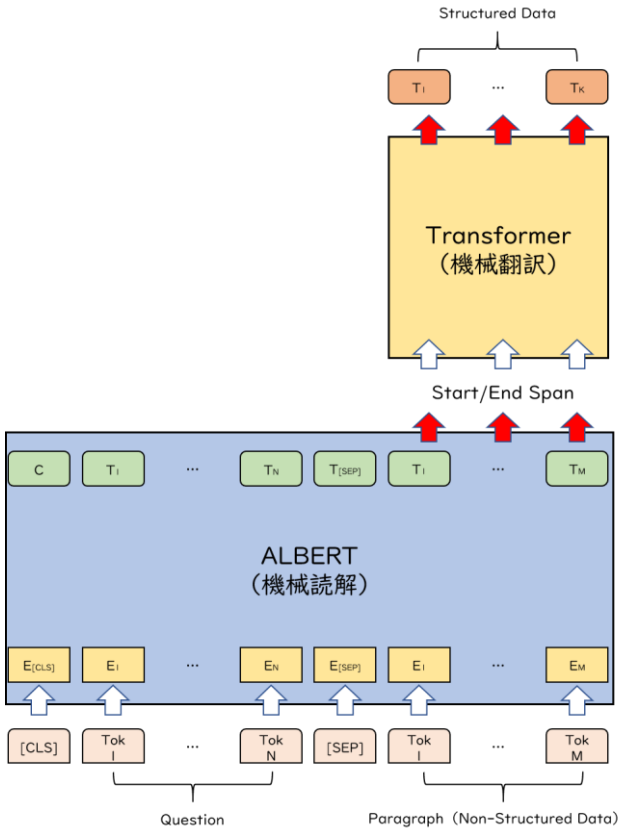 Structured Data
T1 ... TK
Transformer
（機械翻訳）
Start/End Span
C T1 ... TN T[SEP] T1 ... TM
ALBERT
（機械読解）
E[CLS] E1 ... EN E[SEP] E1 ... EM
[CLS] Tok 1 ... Tok N [SEP] Tok 1 ... Tok M
Question Paragraph（Non-Structured Data）